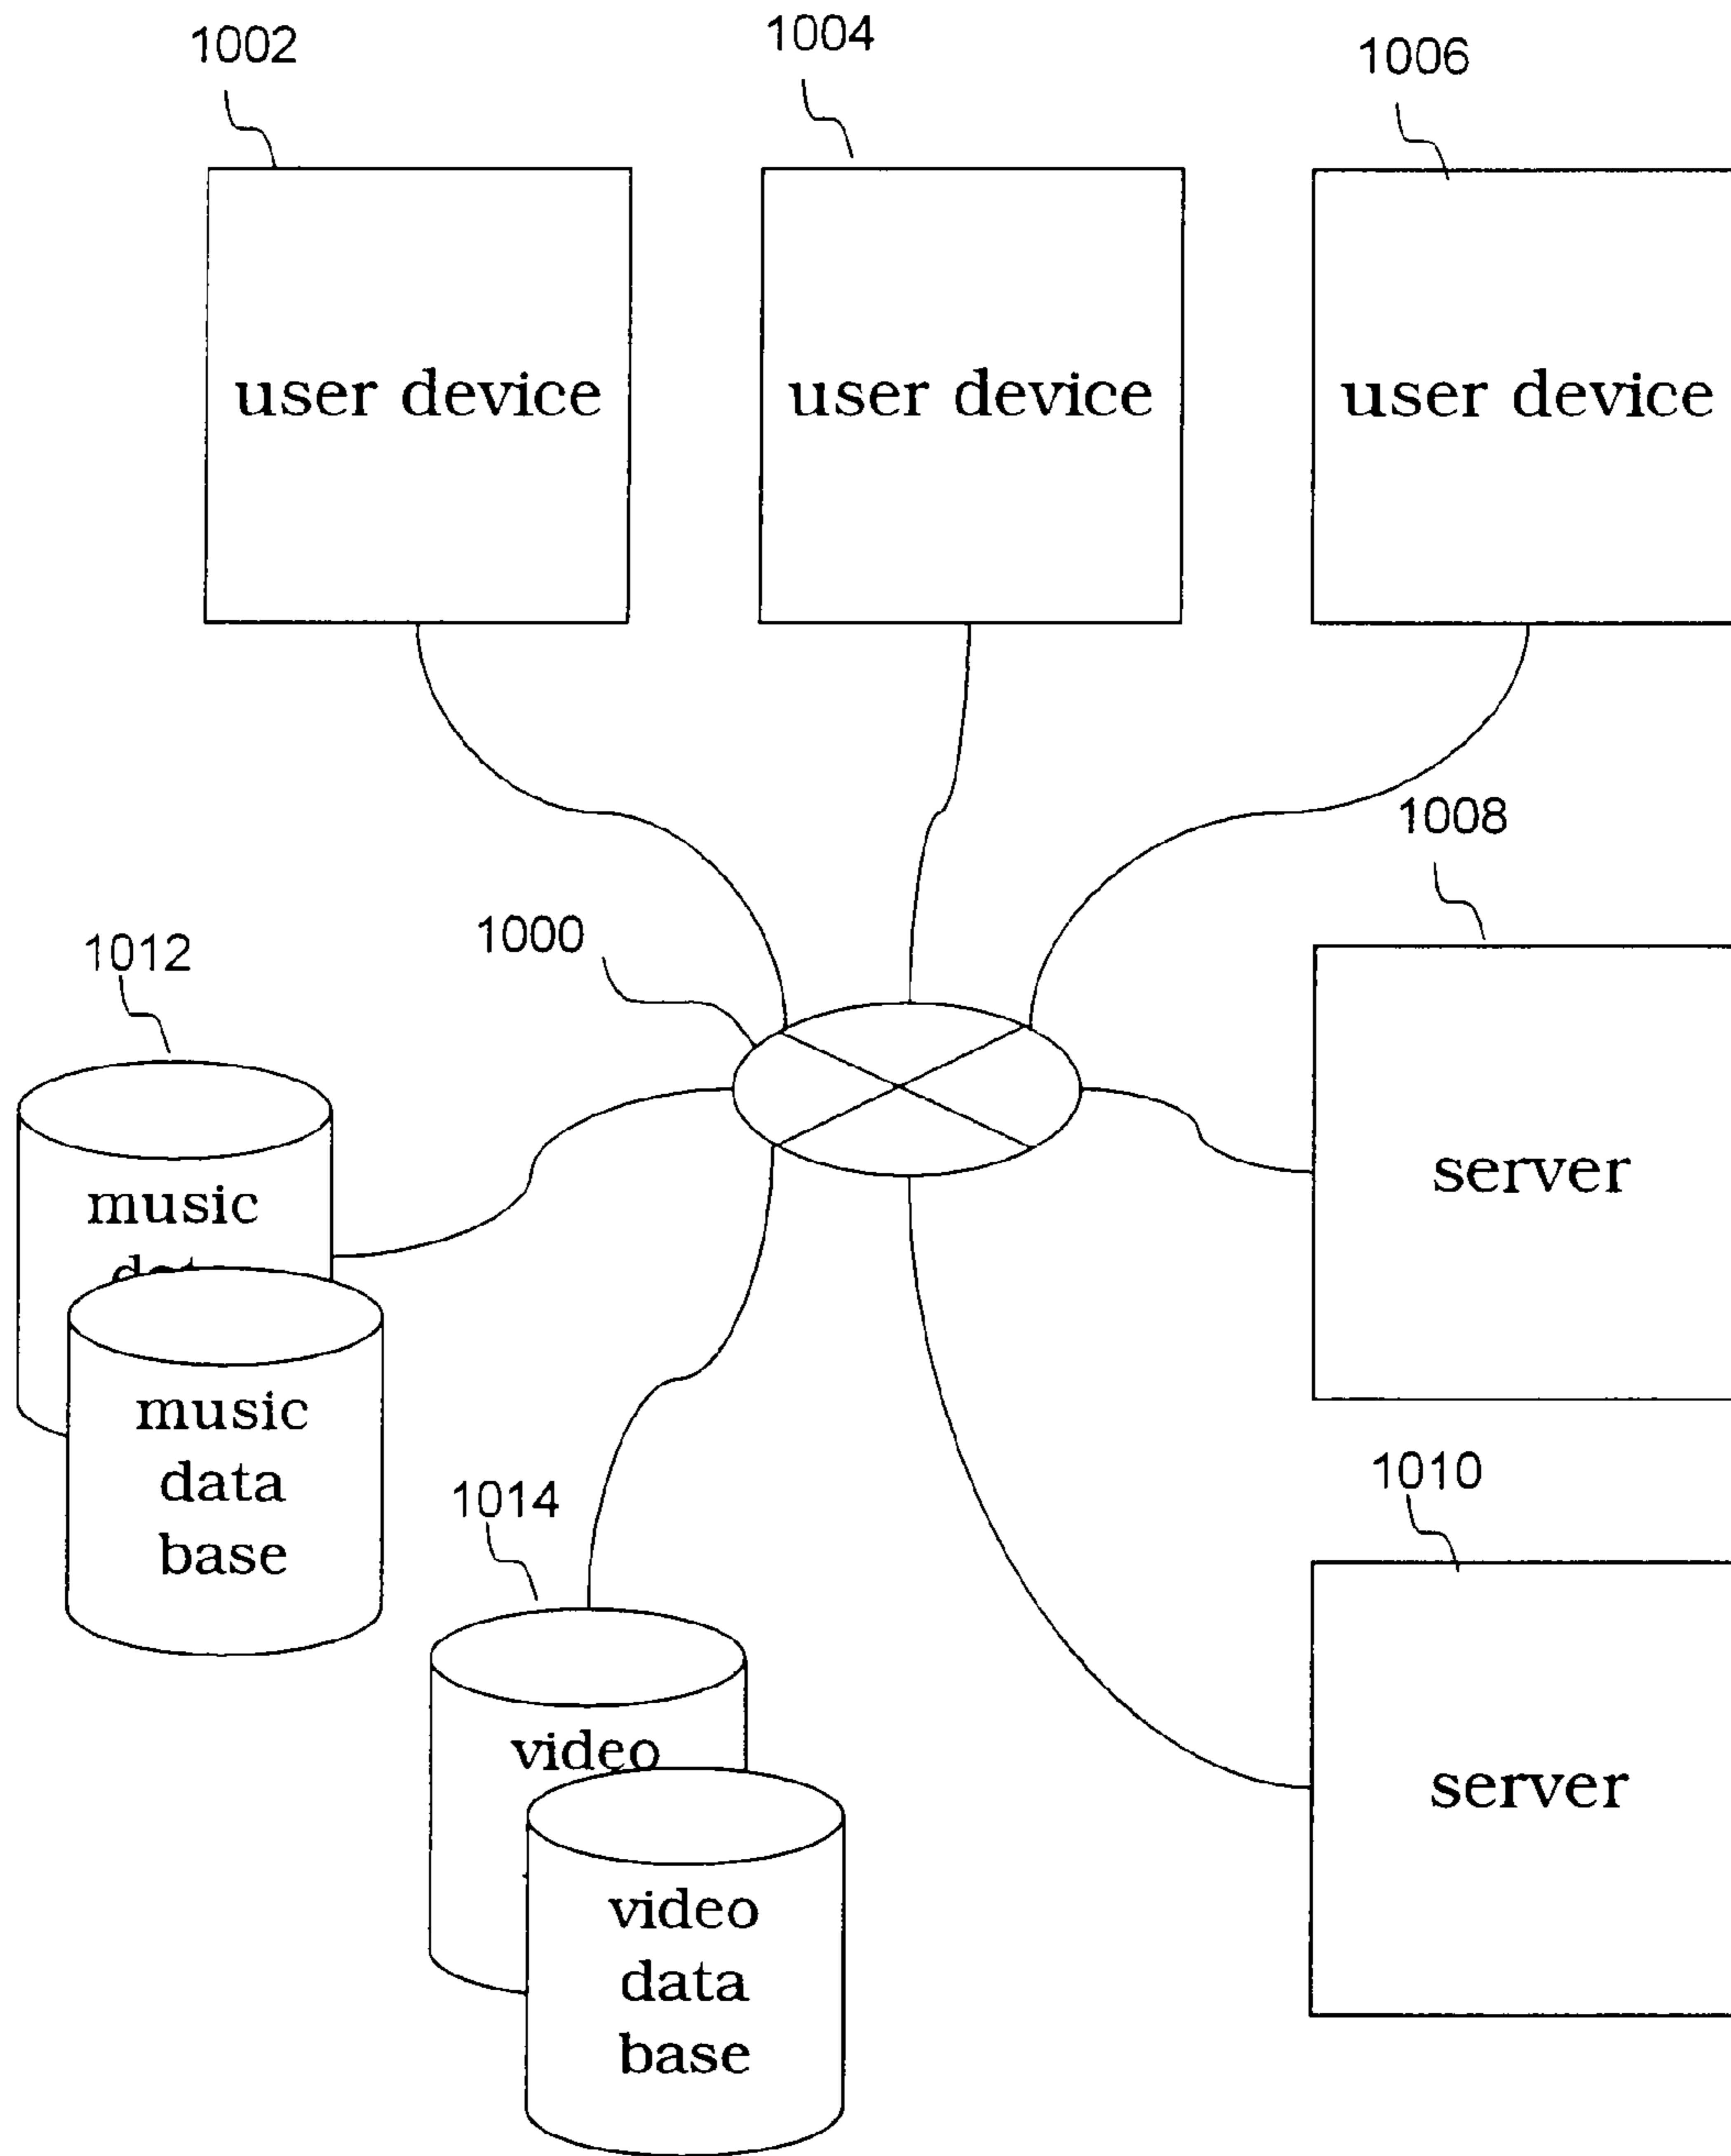 1002
1004
1006
user device
user device
user device
1008
1000
1012
server
music
music
data
base
1010
1014
server
video
video
data
base